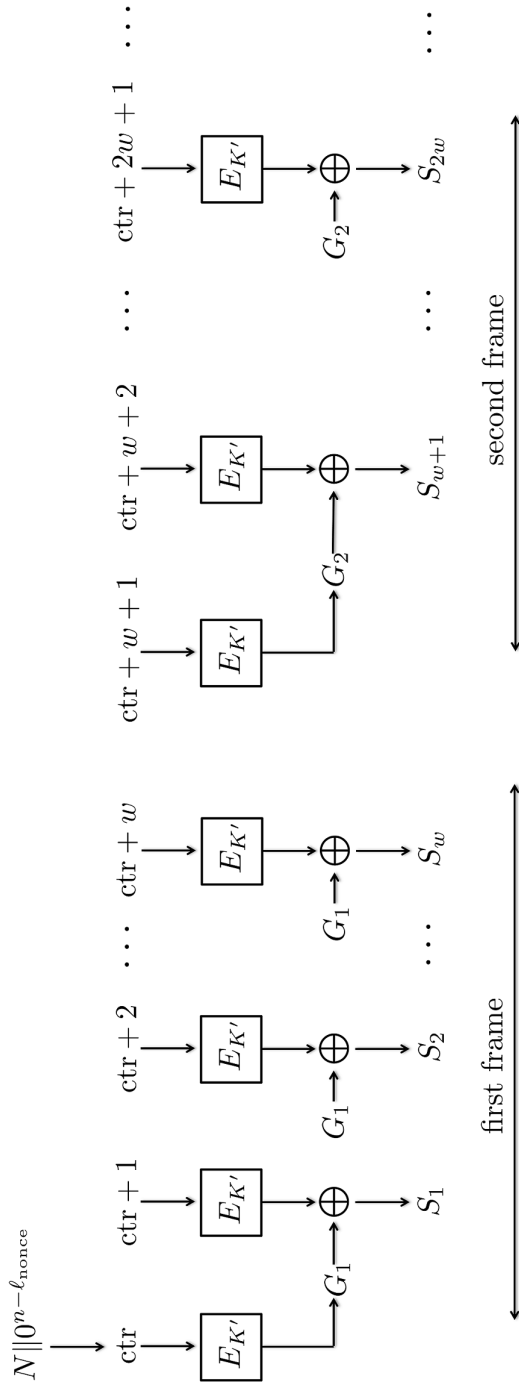 N‖0^{n−ℓ_nonce}
ctr ctr + 1 ctr + 2 ⋯ ctr + w ctr + w + 1 ctr + w + 2 ⋯ ctr + 2w + 1 ⋯
E_{K′} E_{K′} E_{K′} E_{K′} E_{K′} E_{K′} E_{K′}
G_1 G_1 G_1 G_2 G_2
S_1 S_2 ⋯ S_w S_{w+1} ⋯ S_{2w} ⋯
first frame second frame